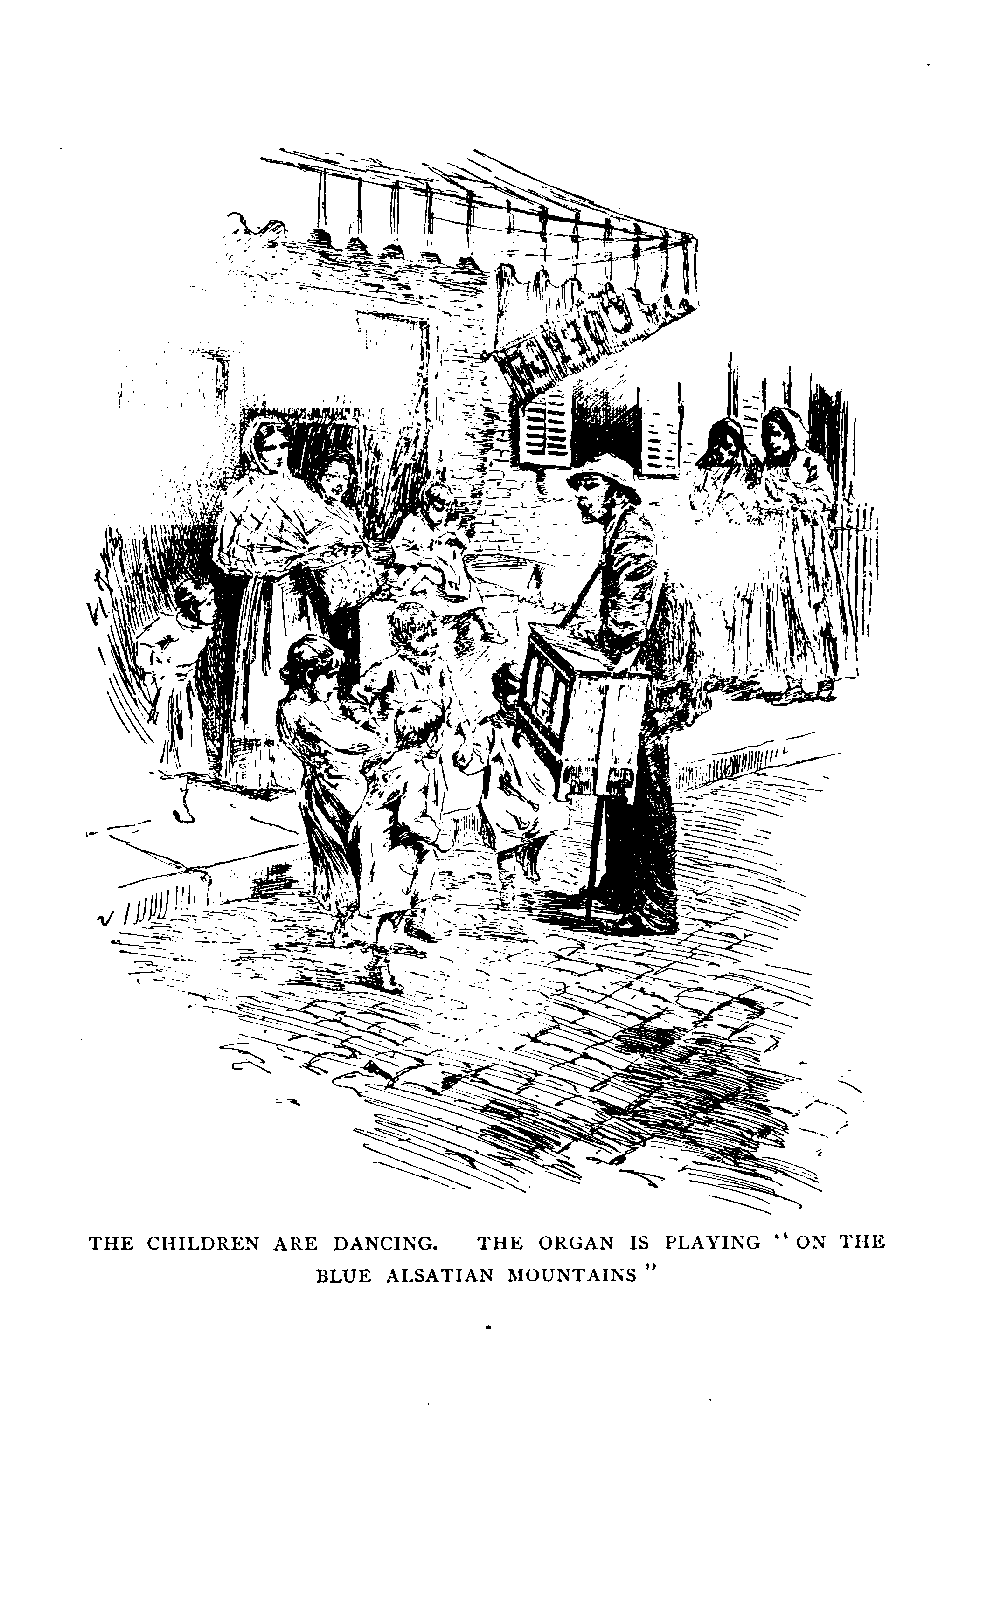 THE CHILDREN ARE DANCING. THE ORGAN IS PLAYING "ON THE
BLUE ALSATIAN MOUNTAINS"